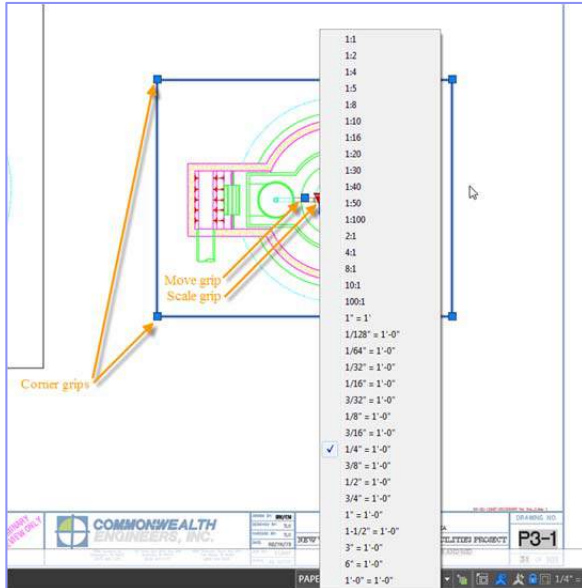 1:1
1:2
1:4
1:5
1:8
1:10
1:16
1:20
1:30
1:40
1:50
1:100
2:1
4:1
8:1
10:1
100:1
1" = 1'
1/128" = 1'-0"
1/64" = 1'-0"
1/32" = 1'-0"
1/16" = 1'-0"
3/32" = 1'-0"
1/8" = 1'-0"
3/16" = 1'-0"
1/4" = 1'-0"
3/8" = 1'-0"
1/2" = 1'-0"
3/4" = 1'-0"
1" = 1'-0"
1-1/2" = 1'-0"
3" = 1'-0"
6" = 1'-0"
1'-0" = 1'-0"
Move grip
Scale grip
Corner grips
COMMONWEALTH
ENGINEERS, INC.
DRAWING NO
NEW
PROJECT
P3-1
PAPE
1/4" =